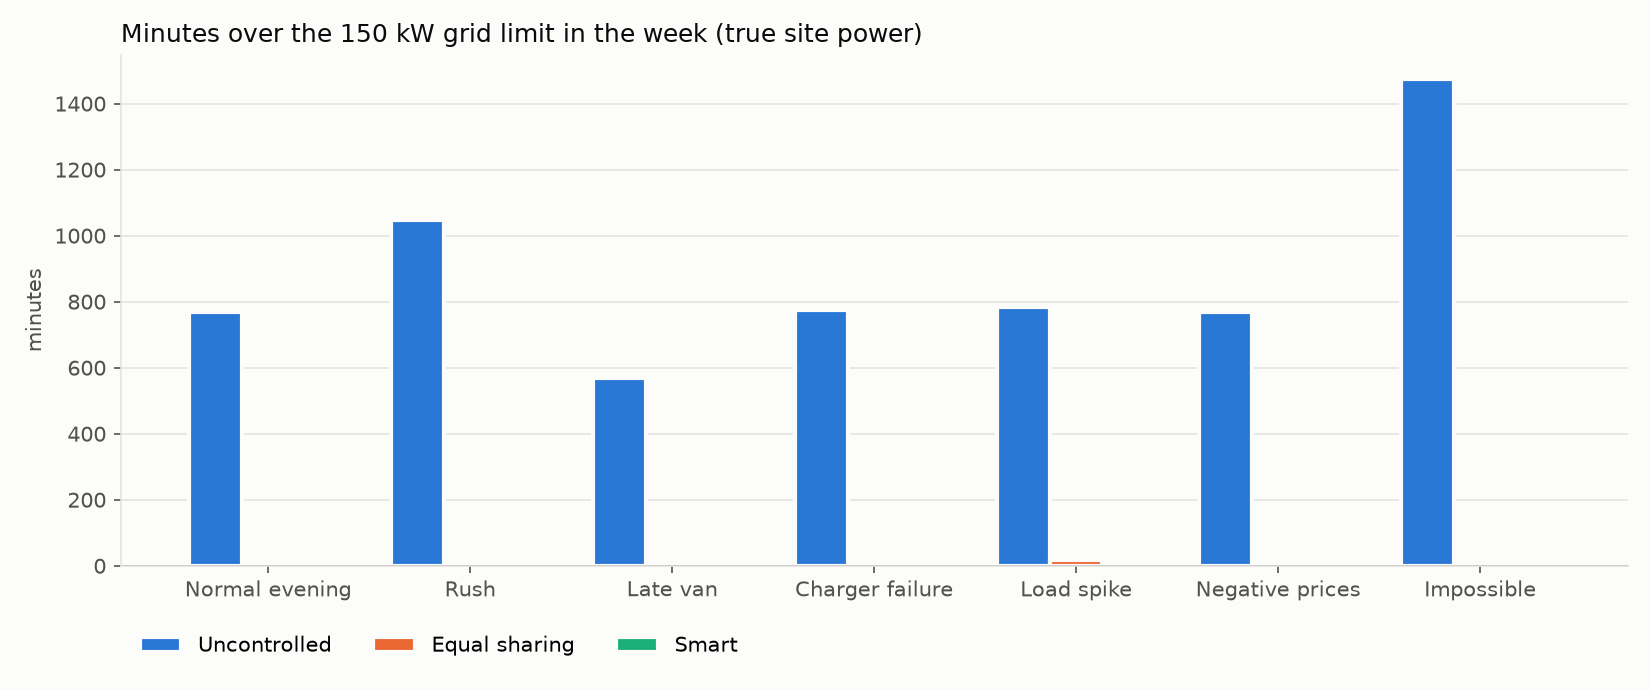 Minutes over the 150 kW grid limit in the week (true site power)
1400
1200
1000
800
600
400
200
0
minutes
Normal evening Rush Late van Charger failure Load spike Negative prices Impossible
Uncontrolled Equal sharing Smart